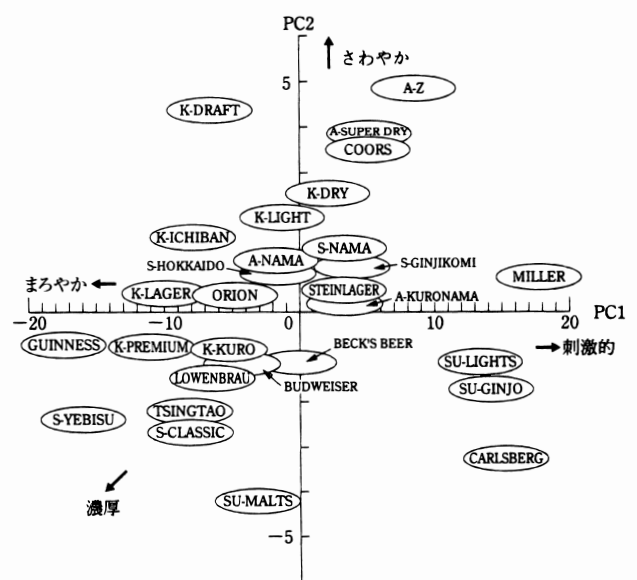 PC2
さわやか
5
A-Z
K-DRAFT
A-SUPER DRY
COORS
K-DRY
K-LIGHT
K-ICHIBAN
S-NAMA
A-NAMA
S-HOKKAIDO
S-GINJIKOMI
MILLER
まろやか
K-LAGER
ORION
STEINLAGER
A-KURONAMA
PC1
-20
-10
0
10
20
GUINNESS
K-PREMIUM
K-KURO
BECK'S BEER
刺激的
SU-LIGHTS
LOWENBRAU
BUDWEISER
SU-GINJO
S-YEBISU
TSINGTAO
S-CLASSIC
CARLSBERG
濃厚
SU-MALTS
-5